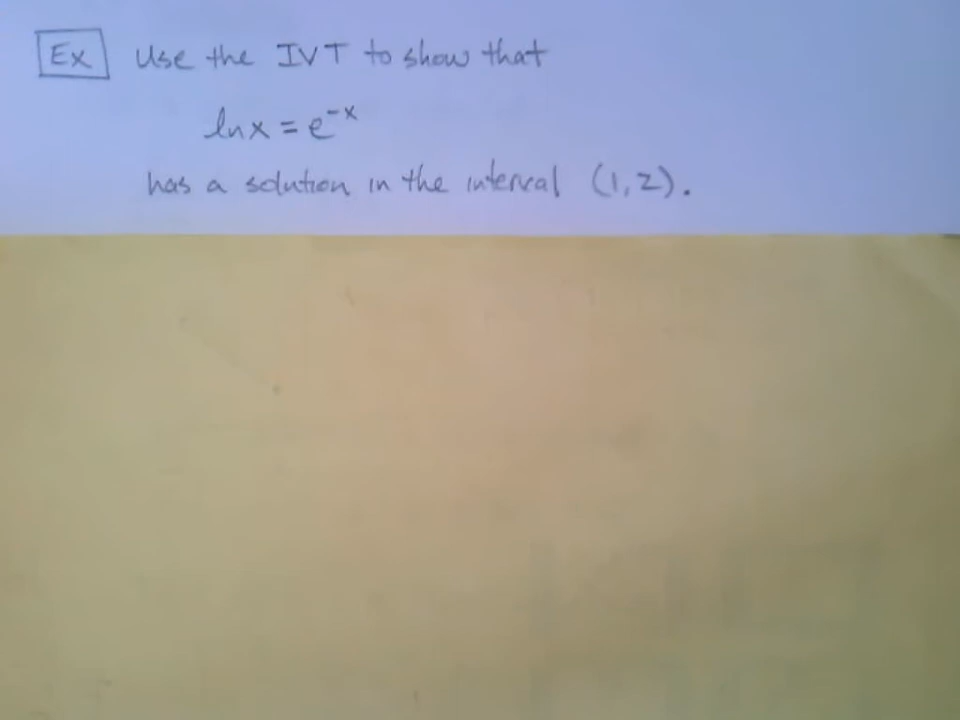 Ex Use the IVT to show that
ln x = e^-x
has a solution in the interval (1,2).